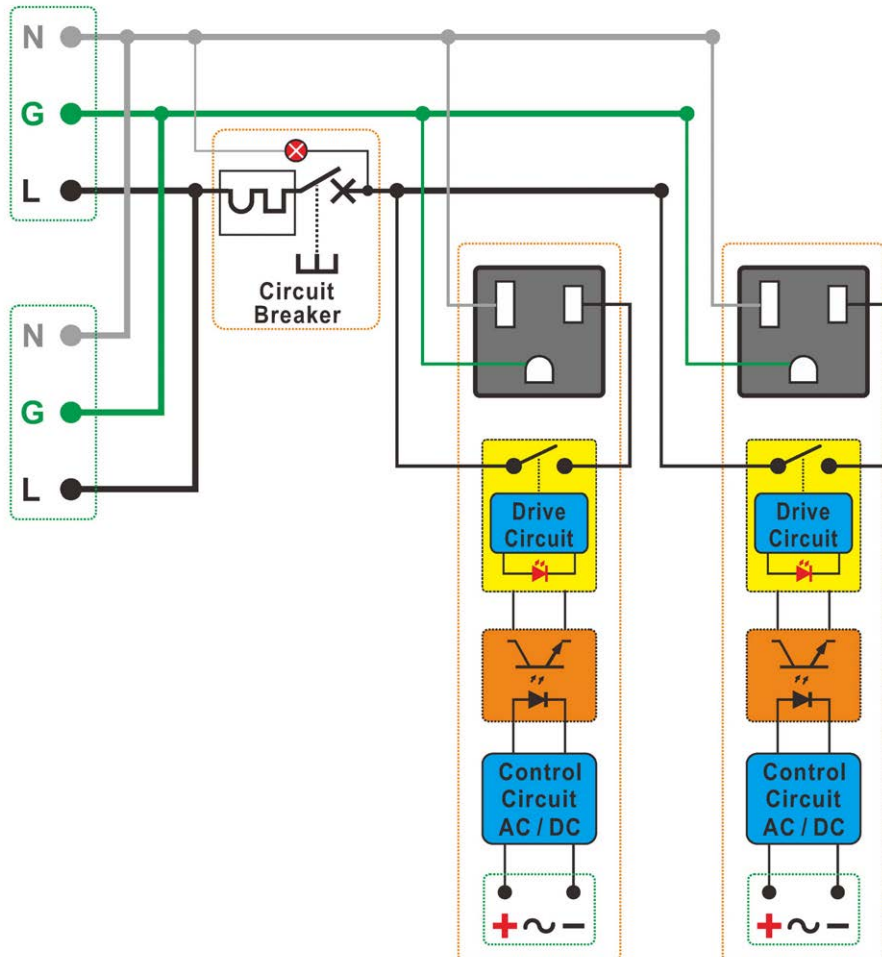 N
G
L
Circuit
Breaker
N
G
L
Drive
Circuit
Drive
Circuit
Control
Circuit
AC / DC
Control
Circuit
AC / DC
+ ~ −
+ ~ −